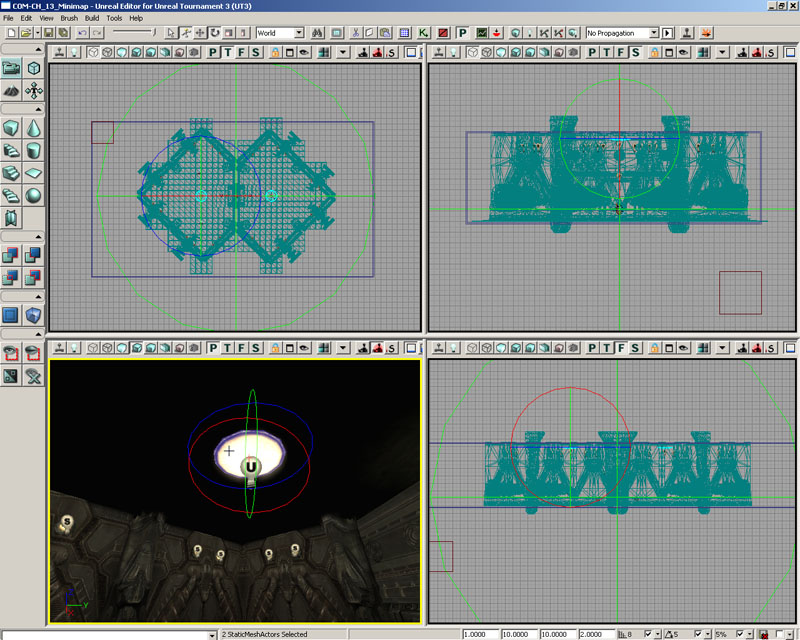 COM-CH_13_Minimap - Unreal Editor for Unreal Tournament 3 (UT3)
File Edit View Brush Build Tools Help
World
K
P
No Propagation
P T F S
S
P T F S
S
P T F S
S
P T F S
S
U
S
Z
Y
X
2 StaticMeshActors Selected
1.0000 10.0000 10.0000 2.0000
8
5%